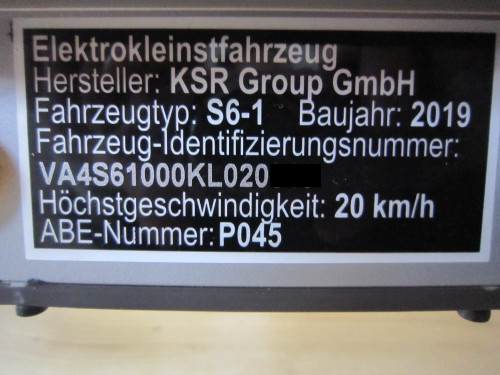 Elektrokleinstfahrzeug
Hersteller: KSR Group GmbH
Fahrzeugtyp: S6-1 Baujahr: 2019
Fahrzeug-Identifizierungsnummer:
VA4S61000KL020
Höchstgeschwindigkeit: 20 km/h
ABE-Nummer: P045